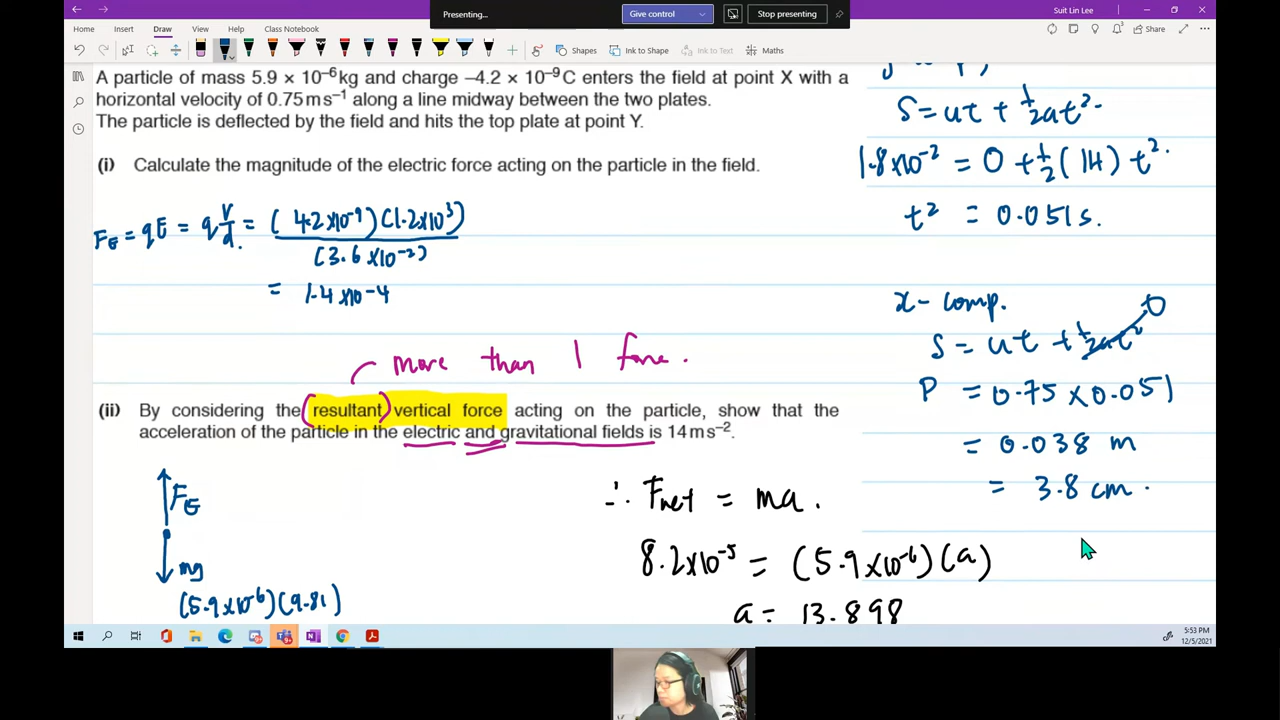 Presenting...
Give control
Stop presenting
Suit Lin Lee
Home Insert Draw View Help Class Notebook
Shapes Ink to Shape Ink to Text Maths
Share
A particle of mass 5.9 × 10⁻⁶kg and charge –4.2 × 10⁻⁹C enters the field at point X with a
horizontal velocity of 0.75ms⁻¹ along a line midway between the two plates.
The particle is deflected by the field and hits the top plate at point Y.
(i) Calculate the magnitude of the electric force acting on the particle in the field.
F_E = qE = q V/d = (4.2×10⁻⁹)(1.2×10³)
(3.6×10⁻²)
= 1.4×10⁻⁴
more than 1 force.
(ii) By considering the (resultant) vertical force acting on the particle, show that the
acceleration of the particle in the electric and gravitational fields is 14ms⁻².
F_E
mg
(5.9×10⁻⁶)(9.81)
∴ Fnet = ma.
8.2×10⁻⁵ = (5.9×10⁻⁶)(a)
a = 13.898
S = ut + ½at²
1.8×10⁻² = 0 + ½(14)t².
t² = 0.051s.
x-comp.
S = ut + ½at² 0
P = 0.75 × 0.051
= 0.038 m
= 3.8 cm.
5:53 PM
12/5/2021